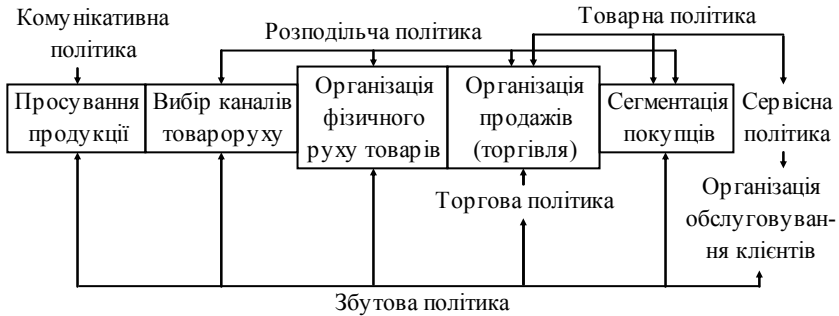 Комунікативна
політика
Розподільча політика
Товарна політика
Просування
продукції
Вибір каналів
товароруху
Організація
фізичного
руху товарів
Організація
продажів
(торгівля)
Сегментація
покупців
Сервісна
політика
Торгова політика
Організація
обслуговуван-
ня клієнтів
Збутова політика